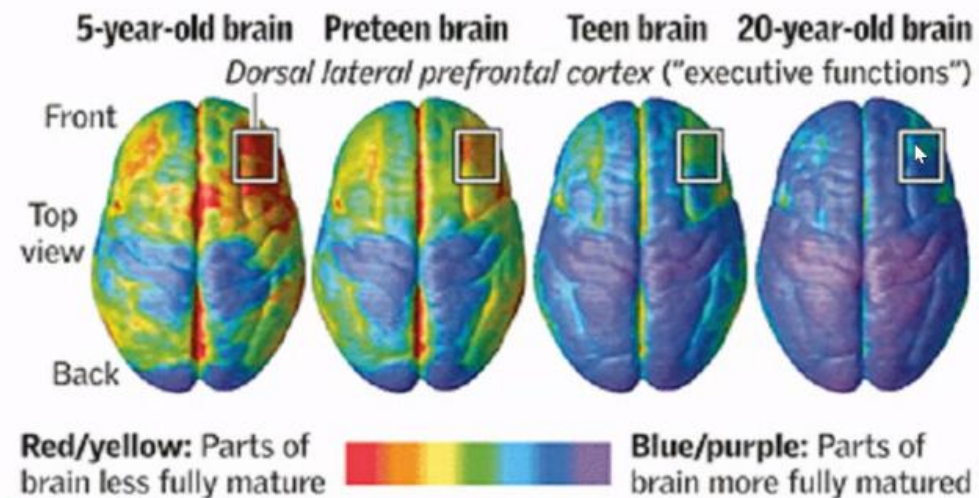 5-year-old brain Preteen brain Teen brain 20-year-old brain
Dorsal lateral prefrontal cortex ("executive functions")
Front
Top
view
Back
Red/yellow: Parts of
brain less fully mature
Blue/purple: Parts of
brain more fully matured